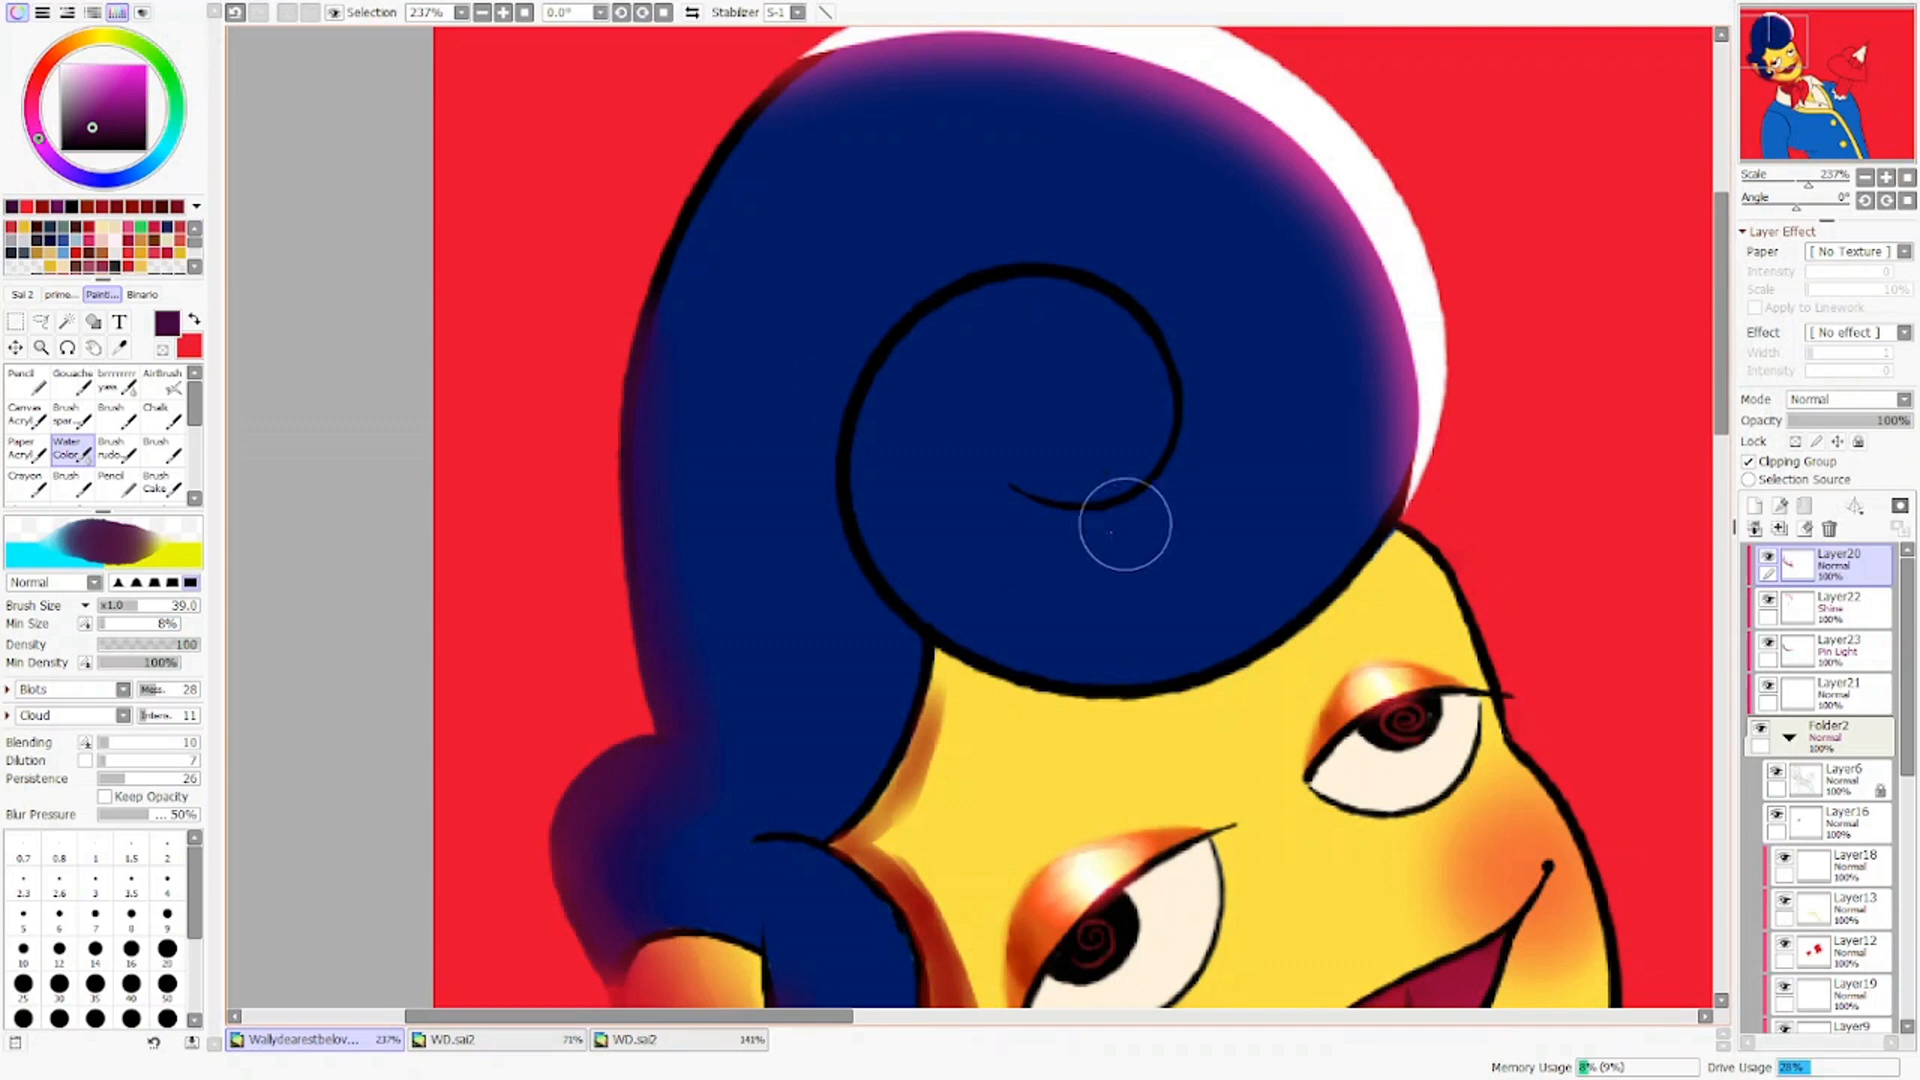 Selection 237% 0.0° Stabilizer S-1
Scale 237%
Angle 0°
Layer Effect
Paper [ No Texture ]
Intensity 0
Scale 10%
Apply to Linework
Effect [ No effect ]
Width 1
Intensity 0
Mode Normal
Opacity 100%
Lock
Clipping Group
Selection Source
Sai 2 prime... Painti... Binario
T
Pencil Gouache brrrrrrrr yass AirBrush
Canvas Acryl Brush spar... Brush Chalk
Paper Acryl Water Color Brush rudo... Brush
Crayon Brush Pencil Brush Cake
Normal
Brush Size x1.0 39.0
Min Size 8%
Density 100
Min Density 100%
Blots 28
Cloud Intens. 11
Blending 10
Dilution 7
Persistence 26
Keep Opacity
Blur Pressure ... 50%
0.7 0.8 1 1.5 2
2.3 2.6 3 3.5 4
5 6 7 8 9
10 12 14 16 20
25 30 35 40 50
Layer20
Normal
100%
Layer22
Shine
100%
Layer23
Pin Light
100%
Layer21
Normal
100%
Folder2
Normal
100%
Layer6
Normal
100%
Layer16
Normal
100%
Layer18
Normal
100%
Layer13
Normal
100%
Layer12
Normal
100%
Layer19
Normal
100%
Layer9
Wallydearestbelov... 237% WD.sai2 71% WD.sai2 141%
Memory Usage 8% (9%) Drive Usage 28%